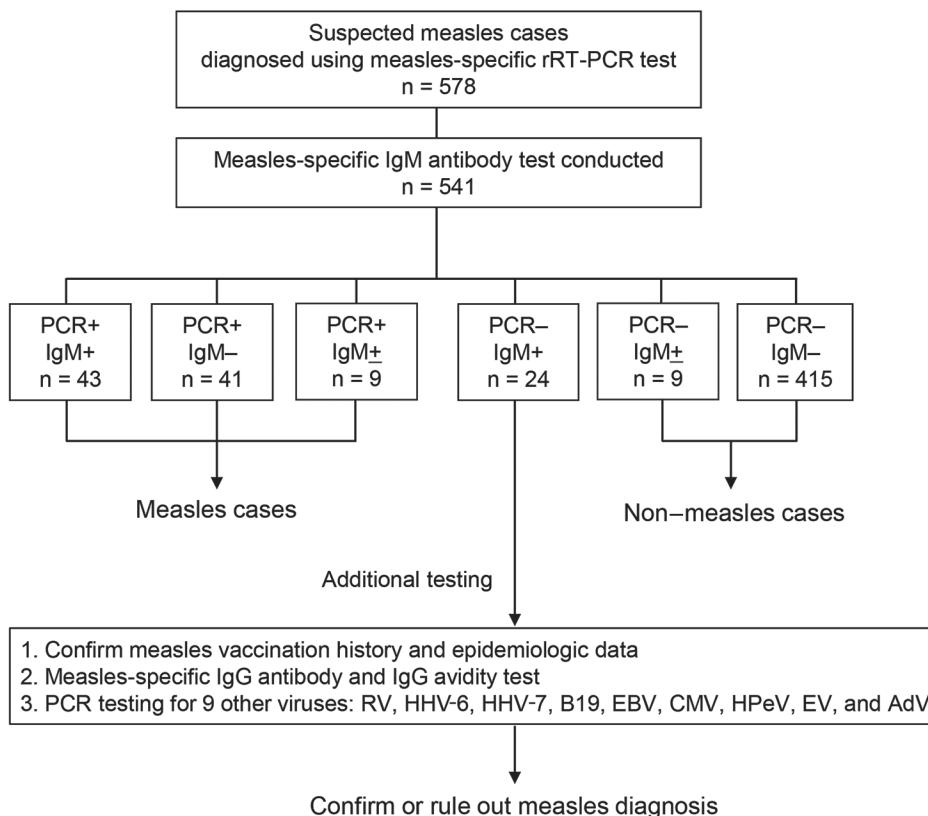 Suspected measles cases
diagnosed using measles-specific rRT-PCR test
n = 578
Measles-specific IgM antibody test conducted
n = 541
PCR+
IgM+
n = 43
PCR+
IgM–
n = 41
PCR+
IgM±
n = 9
PCR–
IgM+
n = 24
PCR–
IgM±
n = 9
PCR–
IgM–
n = 415
Measles cases
Non–measles cases
Additional testing
1. Confirm measles vaccination history and epidemiologic data
2. Measles-specific IgG antibody and IgG avidity test
3. PCR testing for 9 other viruses: RV, HHV-6, HHV-7, B19, EBV, CMV, HPeV, EV, and AdV
Confirm or rule out measles diagnosis